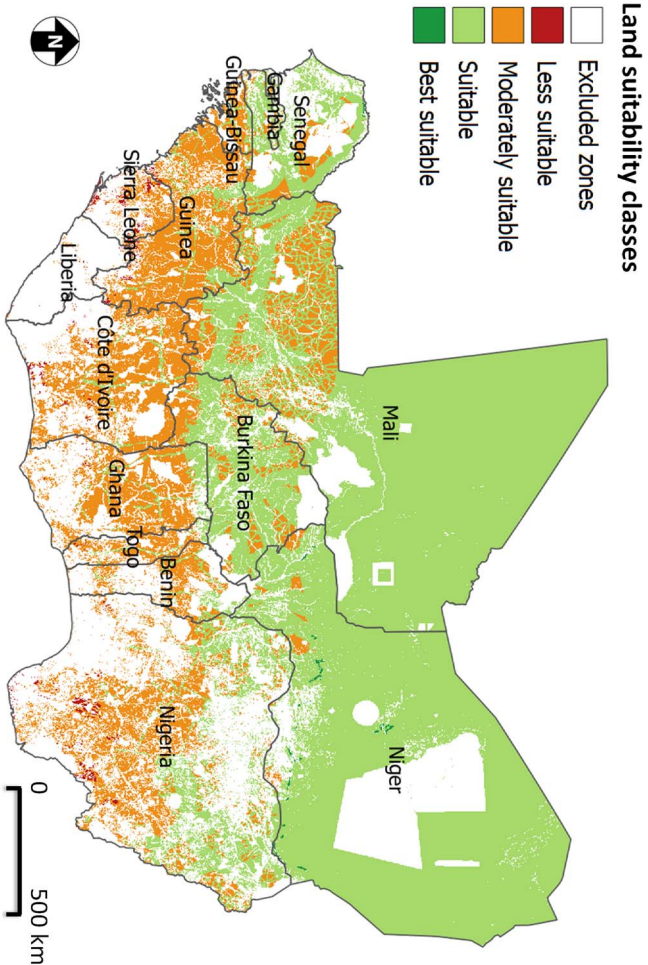 Land suitability classes
Excluded zones
Less suitable
Moderately suitable
Suitable
Best suitable
Senegal
Gambia
Guinea-Bissau
Guinea
Sierra Leone
Liberia
Côte d'Ivoire
Mali
Burkina Faso
Ghana
Togo
Benin
Niger
Nigeria
N
0 500 km